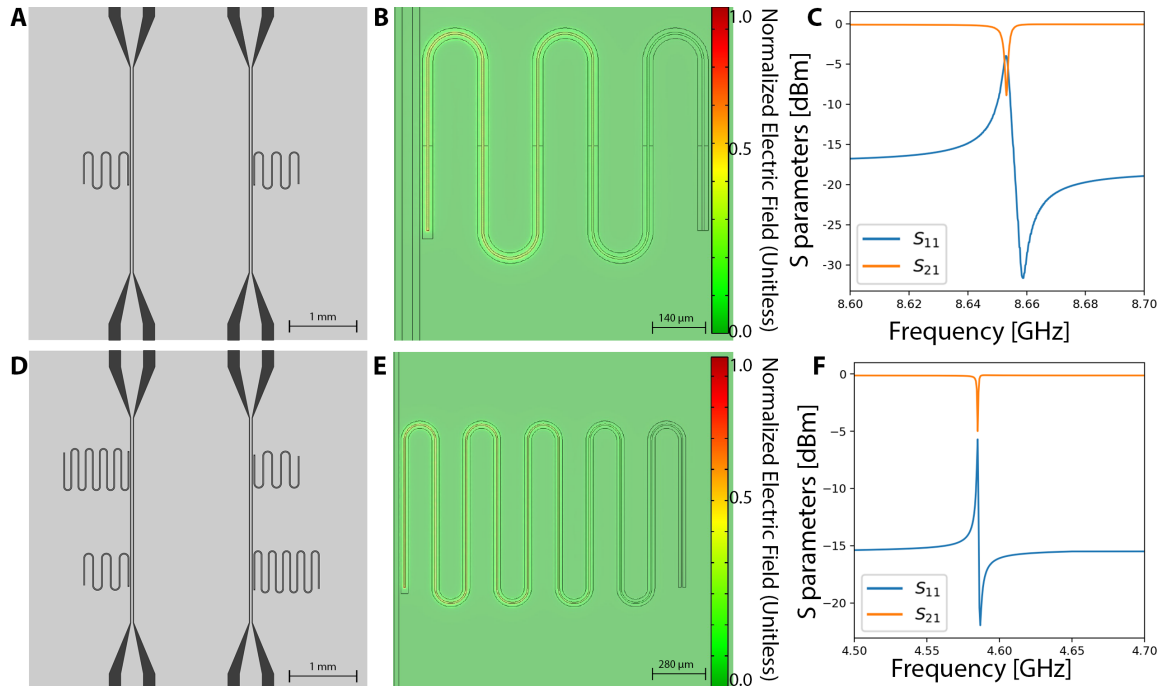 A
1 mm
B
1.0
0.5
0.0
Normalized Electric Field (Unitless)
140 µm
C
S parameters [dBm]
0
−5
−10
−15
−20
−25
−30
S11
S21
8.60 8.62 8.64 8.66 8.68 8.70
Frequency [GHz]
D
1 mm
E
1.0
0.5
0.0
Normalized Electric Field (Unitless)
280 µm
F
S parameters [dBm]
0
−5
−10
−15
−20
S11
S21
4.50 4.55 4.60 4.65 4.70
Frequency [GHz]